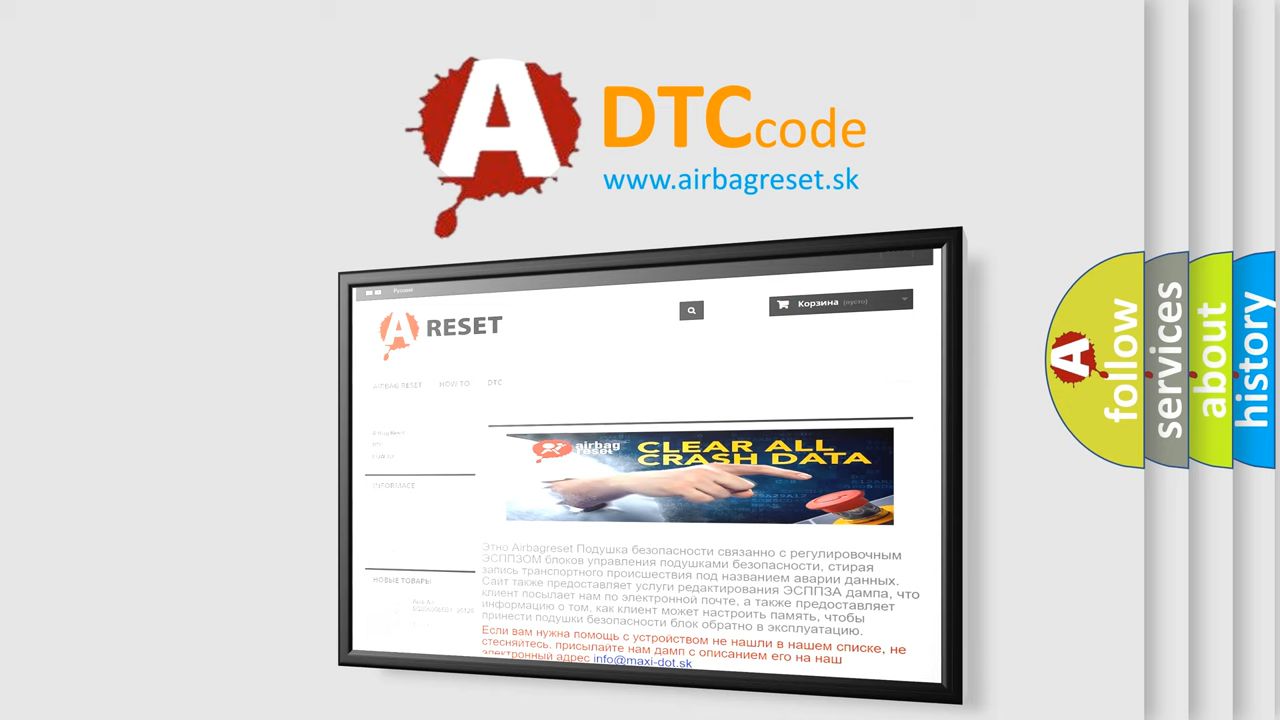 A
DTCcode
www.airbagreset.sk
Русский
A RESET
Корзина (пусто)
AIRBAG RESET HOW TO DTC
DTC
INFORMACE
airbag
reset
CLEAR ALL
CRASH DATA
Этно Airbagreset Подушка безопасности связанно с регулировочным
ЭСППЗОМ блоков управления подушками безопасности, стирая
запись транспортного происшествия под названием аварии данных.
Сайт также предоставляет услуги редактирования ЭСППЗА дампа, что
клиент посылает нам по электронной почте, а также предоставляет
информацию о том, как клиент может настроить память, чтобы
принести подушки безопасности блок обратно в эксплуатацию.
Если вам нужна помощь с устройством не нашли в нашем списке, не
стесняйтесь, присылайте нам дамп с описанием его на наш
электронный адрес info@maxi-dot.sk
НОВЫЕ ТОВАРЫ
A
follow
services
about
history